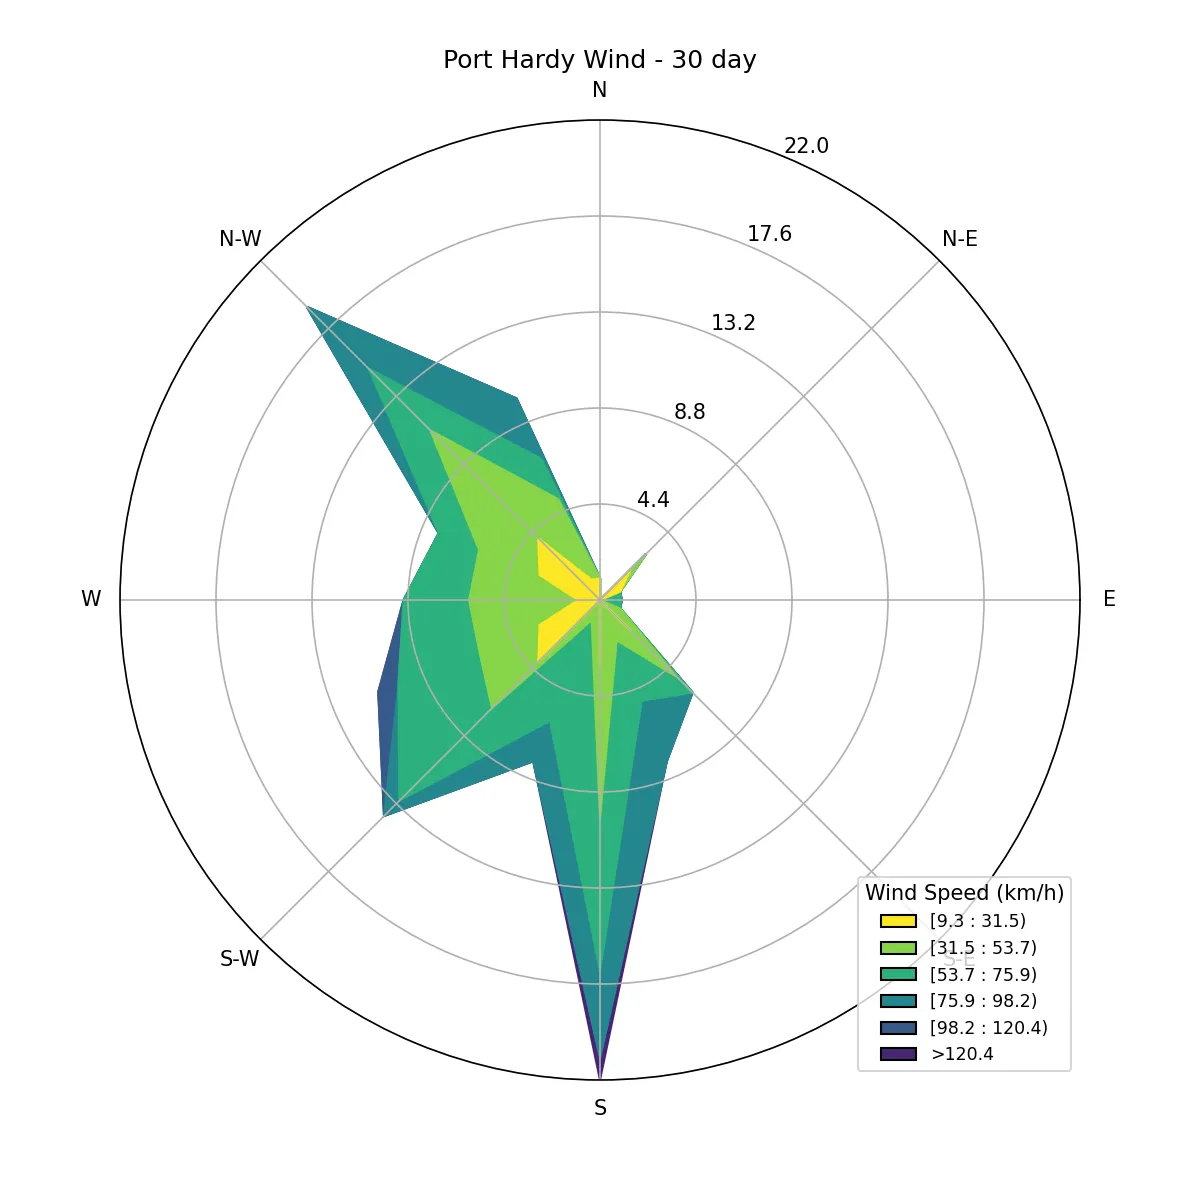 Port Hardy Wind - 30 day
N
22.0
N-W
N-E
17.6
13.2
8.8
4.4
W
E
S-W
S-E
S
Wind Speed (km/h)
[9.3 : 31.5)
[31.5 : 53.7)
[53.7 : 75.9)
[75.9 : 98.2)
[98.2 : 120.4)
>120.4